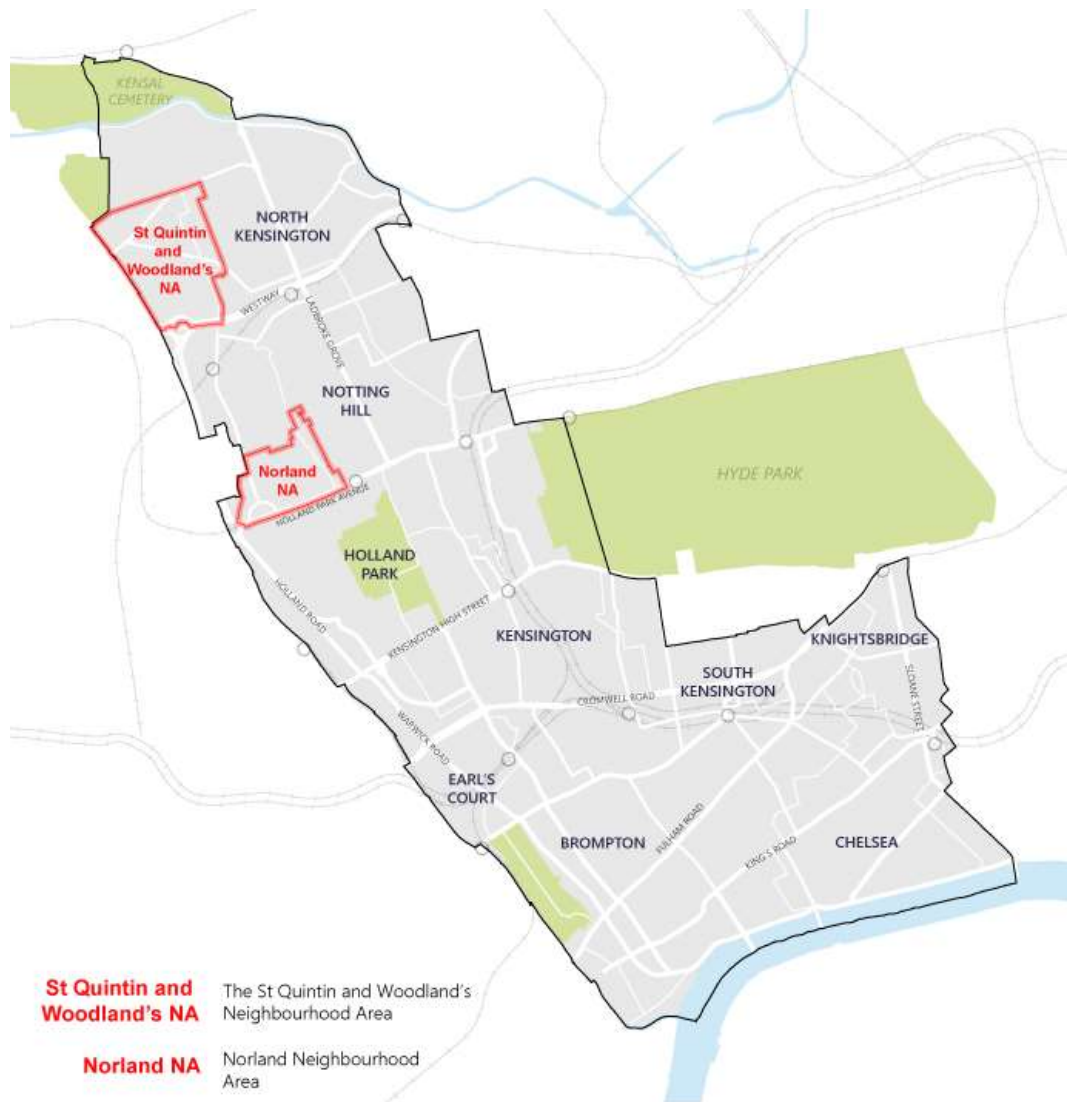 KENSAL
CEMETERY
NORTH
KENSINGTON
St Quintin
and
Woodland's
NA
WESTWAY
LADBROKE GROVE
NOTTING
HILL
Norland
NA
HOLLAND PARK AVENUE
HYDE PARK
HOLLAND
PARK
HOLLAND ROAD
KENSINGTON HIGH STREET
KENSINGTON
KNIGHTSBRIDGE
SOUTH
KENSINGTON
SLOANE STREET
CROMWELL ROAD
WARWICK ROAD
EARL'S
COURT
BROMPTON
FULHAM ROAD
KING'S ROAD
CHELSEA
St Quintin and
Woodland's NA
The St Quintin and Woodland's
Neighbourhood Area
Norland NA
Norland Neighbourhood
Area